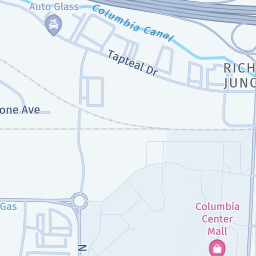 Auto Glass
Columbia Canal
Tapteal Dr
RICH
JUNC
one Ave
Columbia
Center
Mall
Gas
N